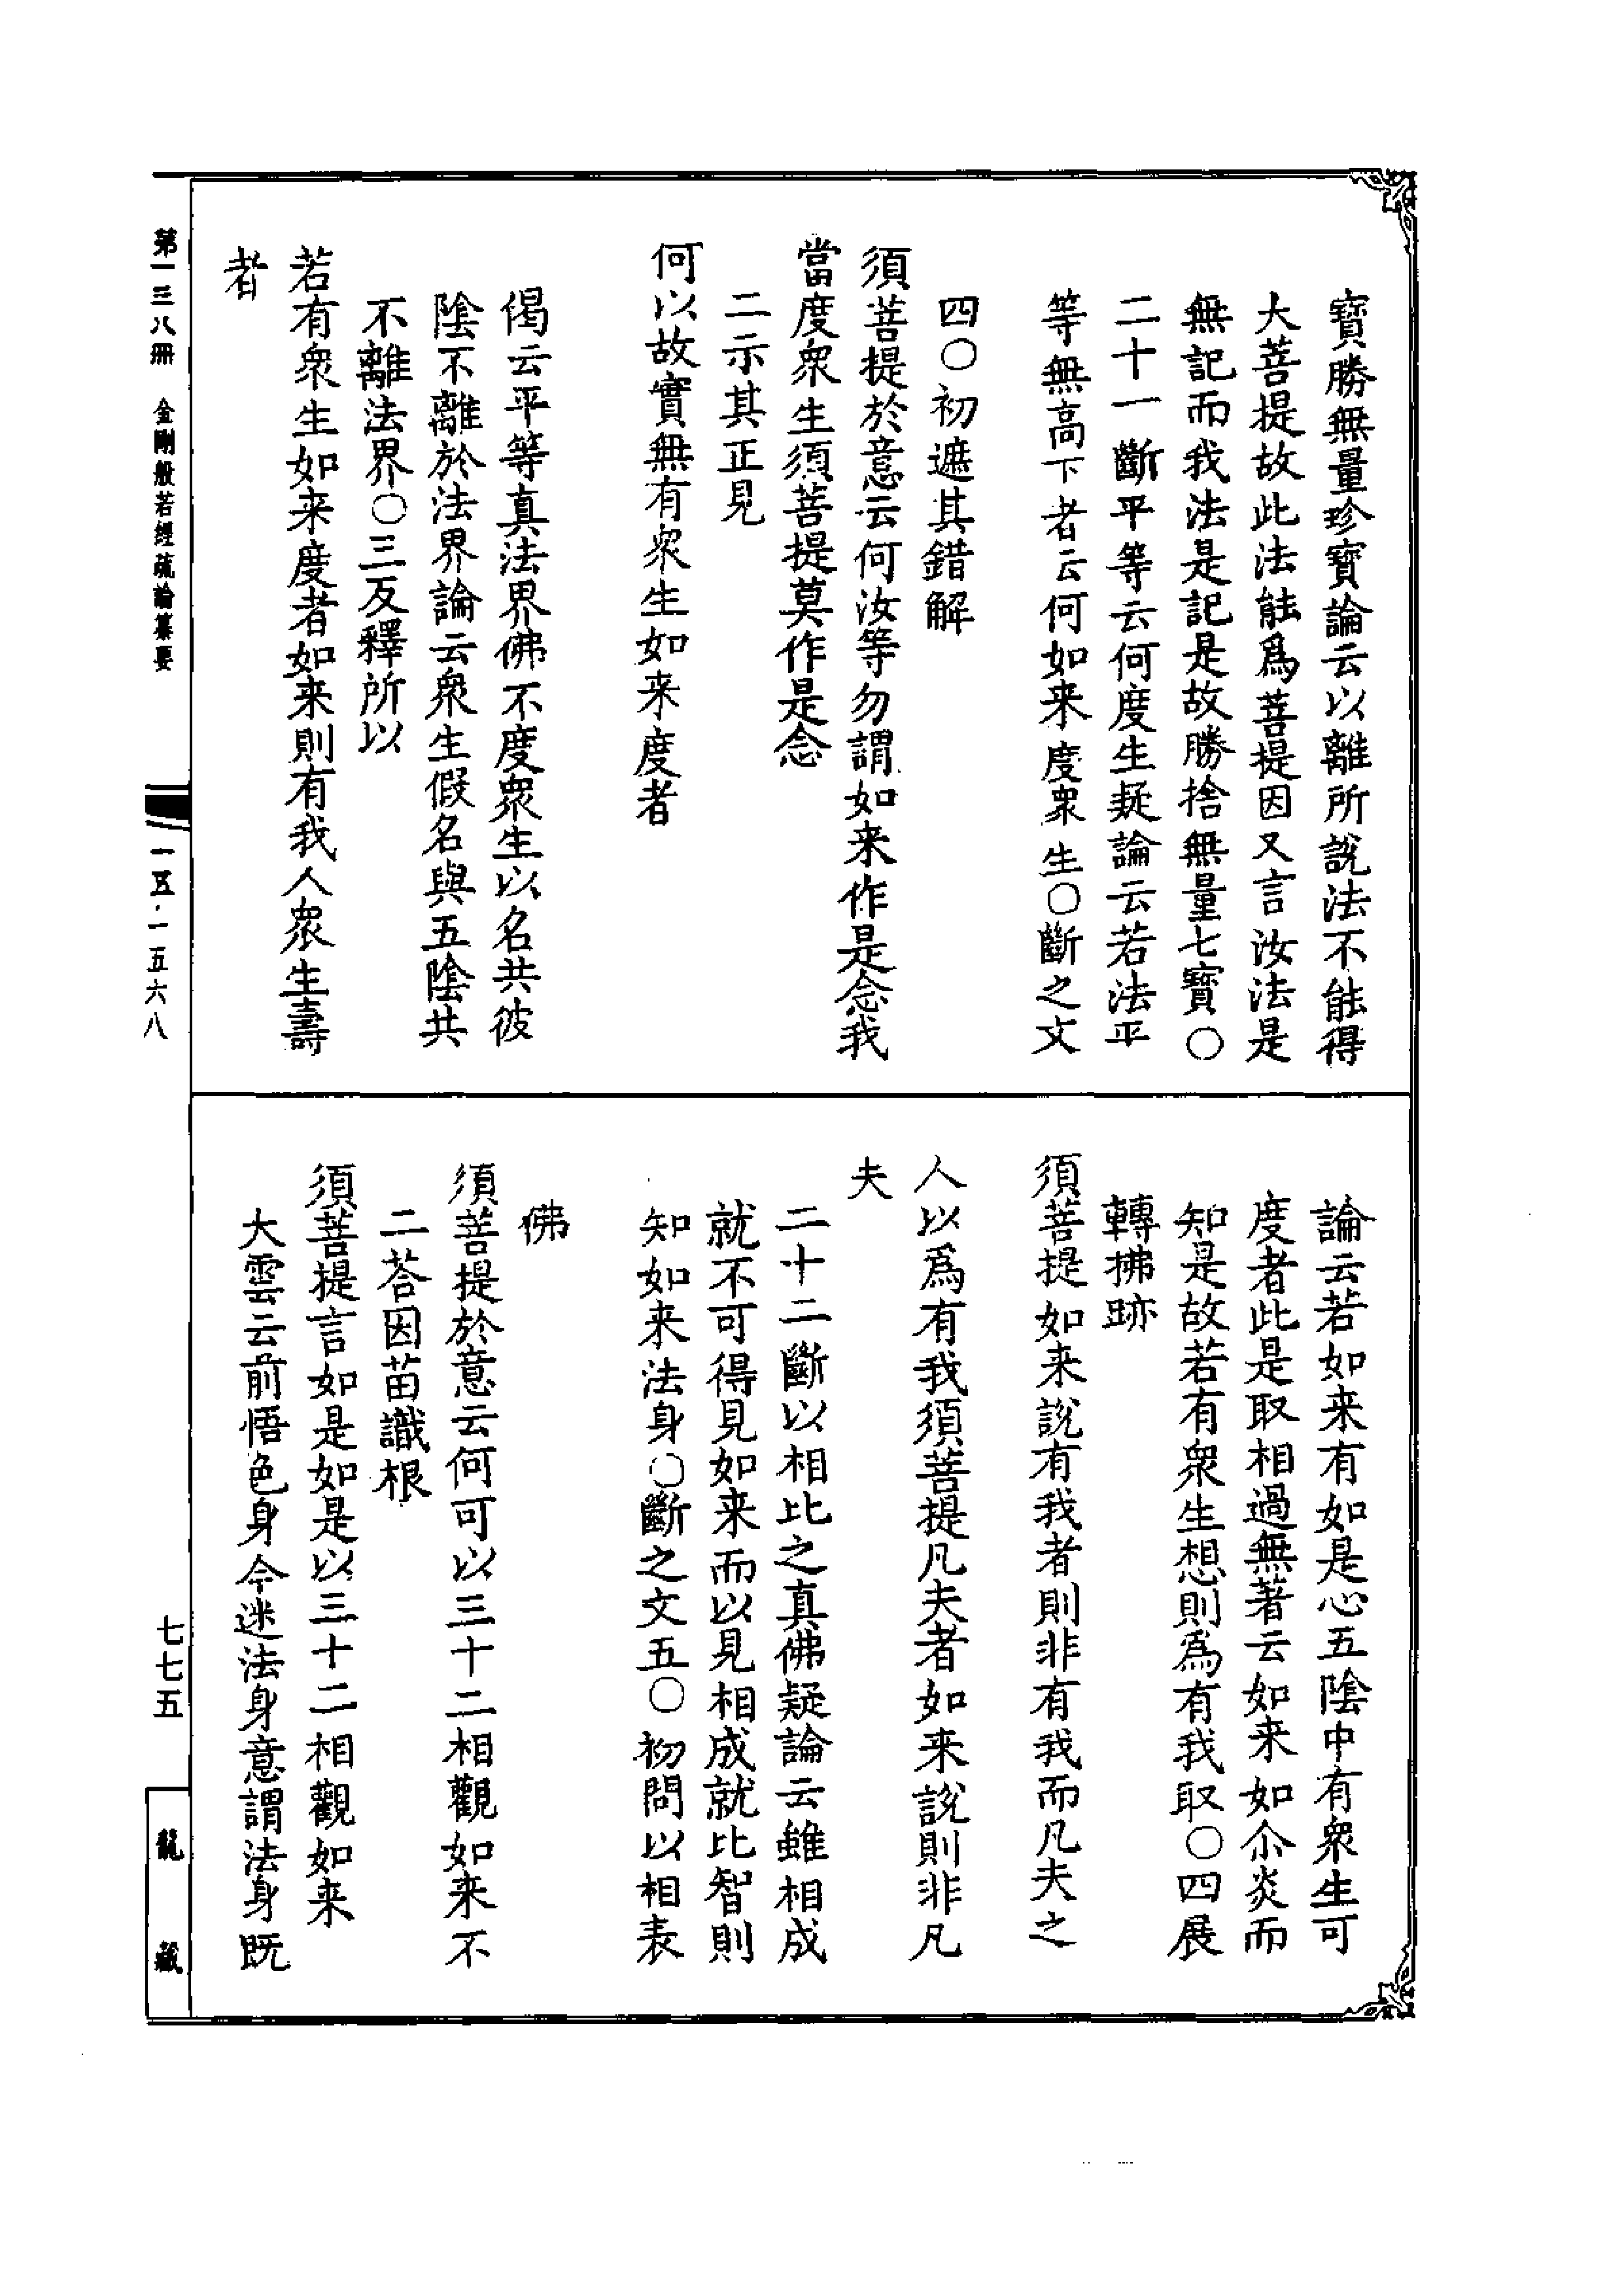 寶勝無量珍寶論云以離所說法不能得
大菩提故此法能爲菩提因又言汝法是
無記而我法是記是故勝捨無量七寶〇
二十一斷平等云何度生疑論云若法平
等無高下者云何如来度衆生〇斷之文
四〇初遮其錯解
須菩提於意云何汝等勿謂如来作是念我
當度衆生須菩提莫作是念
二示其正見
何以故實無有衆生如来度者
偈云平等真法界佛不度衆生以名共彼
陰不離於法界論云衆生假名與五陰共
不離法界〇三反釋所以
若有衆生如来度者如来則有我人衆生壽
者
論云若如来有如是心五陰中有衆生可
度者此是取相過無著云如来如尒炎而
知是故若有衆生想則爲有我取〇四展
轉拂跡
須菩提如来說有我者則非有我而凡夫之
人以爲有我須菩提凡夫者如来說則非凡
夫
二十二斷以相比之真佛疑論云雖相成
就不可得見如来而以見相成就比智則
知如来法身〇斷之文五〇初問以相表
佛
須菩提於意云何可以三十二相觀如来不
二荅因苗識根
須菩提言如是如是以三十二相觀如来
大雲云前悟色身今迷法身意謂法身既
第一三八冊 金剛般若經疏論纂要
一五·一五六八
七七五
龍藏